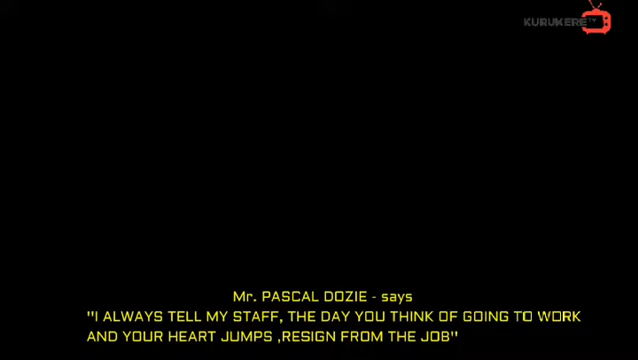 KURUKERE TV
Mr. PASCAL DOZIE - says
"I ALWAYS TELL MY STAFF, THE DAY YOU THINK OF GOING TO WORK
AND YOUR HEART JUMPS ,RESIGN FROM THE JOB"